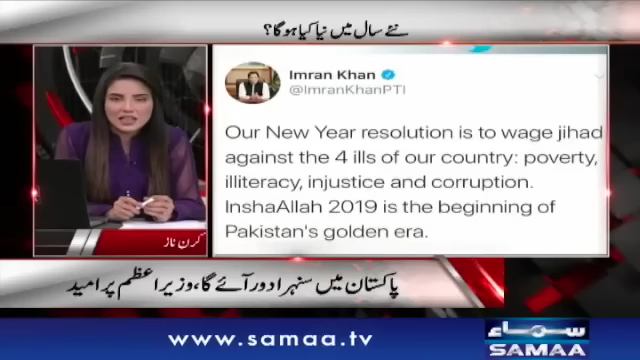 نئے سال میں نیا کیا ہوگا؟
Imran Khan
@ImranKhanPTI
Our New Year resolution is to wage jihad
against the 4 ills of our country: poverty,
illiteracy, injustice and corruption.
InshaAllah 2019 is the beginning of
Pakistan's golden era.
کرن ناز
پاکستان میں سنہرا دور آئے گا، وزیراعظم پر امید
www.samaa.tv
سماء
SAMAA